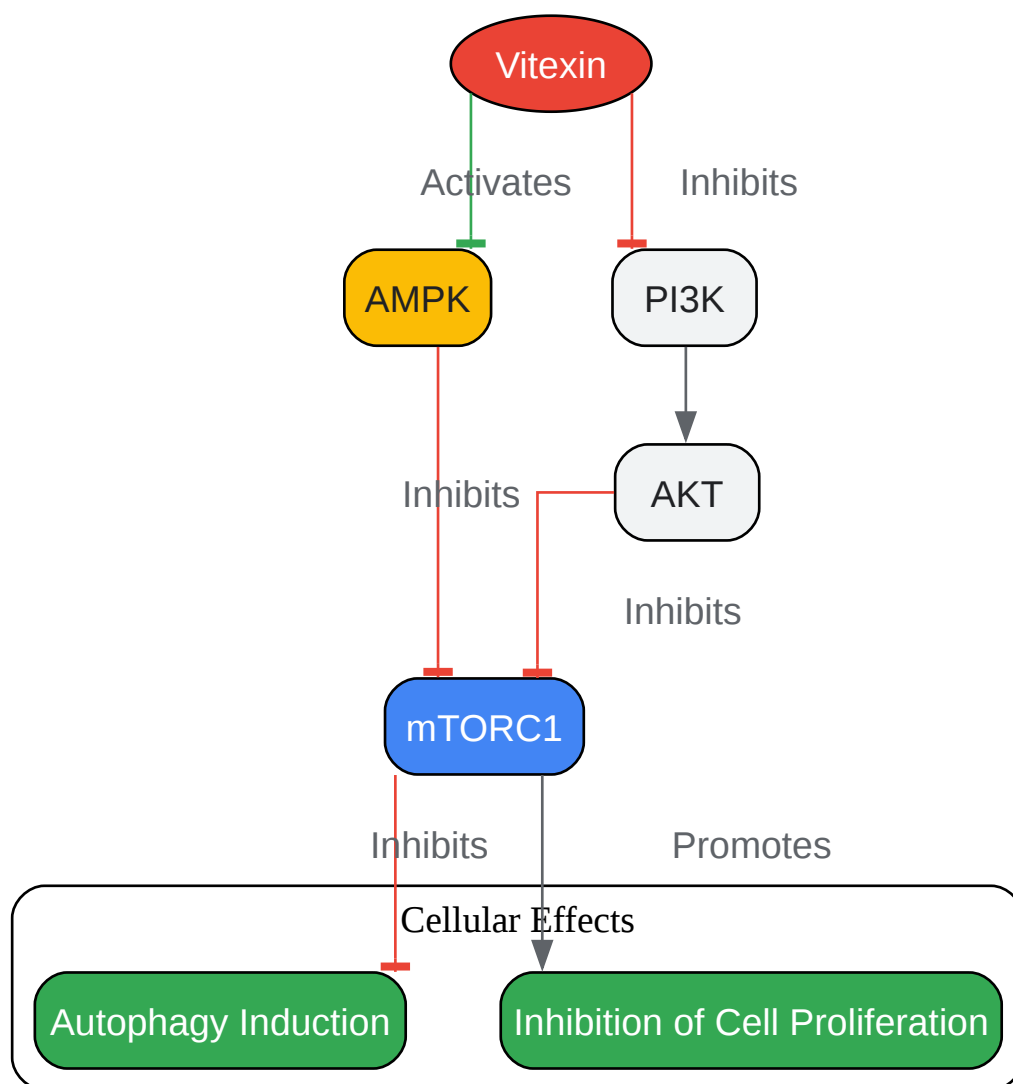 Vitexin
Activates
Inhibits
AMPK
PI3K
Inhibits
AKT
Inhibits
mTORC1
Inhibits
Promotes
Cellular Effects
Autophagy Induction
Inhibition of Cell Proliferation